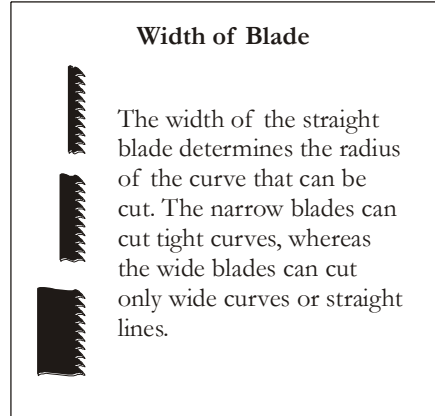 Width of Blade
The width of the straight
blade determines the radius
of the curve that can be
cut. The narrow blades can
cut tight curves, whereas
the wide blades can cut
only wide curves or straight
lines.